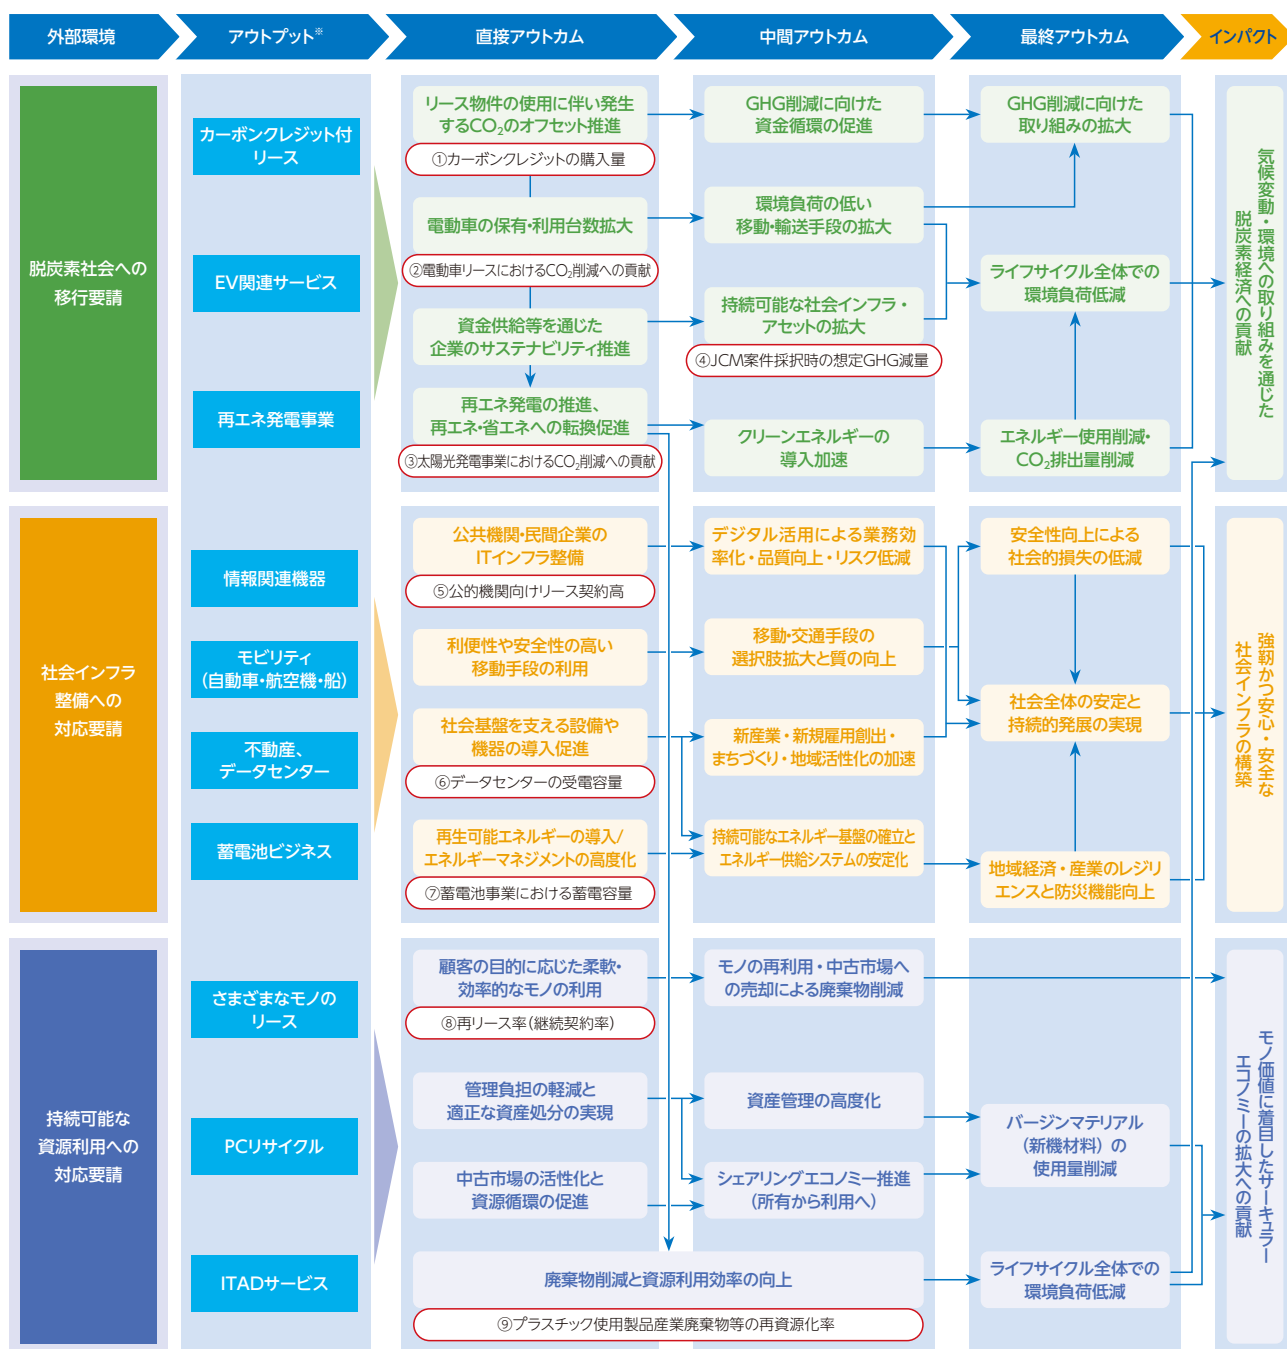 外部環境
アウトプット※
直接アウトカム
中間アウトカム
最終アウトカム
インパクト
脱炭素社会への
移行要請
カーボンクレジット付
リース
EV関連サービス
再エネ発電事業
リース物件の使用に伴い発生
するCO₂のオフセット推進
①カーボンクレジットの購入量
電動車の保有・利用台数拡大
②電動車リースにおけるCO₂削減への貢献
資金供給等を通じた
企業のサステナビリティ推進
再エネ発電の推進、
再エネ・省エネへの転換促進
③太陽光発電事業におけるCO₂削減への貢献
GHG削減に向けた
資金循環の促進
環境負荷の低い
移動・輸送手段の拡大
持続可能な社会インフラ・
アセットの拡大
④JCM案件採択時の想定GHG減量
クリーンエネルギーの
導入加速
GHG削減に向けた
取り組みの拡大
ライフサイクル全体での
環境負荷低減
エネルギー使用削減・
CO₂排出量削減
気候変動・環境への取り組みを通じた
脱炭素経済への貢献
社会インフラ
整備への
対応要請
情報関連機器
モビリティ
（自動車・航空機・船）
不動産、
データセンター
蓄電池ビジネス
公共機関・民間企業の
ITインフラ整備
⑤公的機関向けリース契約高
利便性や安全性の高い
移動手段の利用
社会基盤を支える設備や
機器の導入促進
⑥データセンターの受電容量
再生可能エネルギーの導入/
エネルギーマネジメントの高度化
⑦蓄電池事業における蓄電容量
デジタル活用による業務効
率化・品質向上・リスク低減
移動・交通手段の
選択肢拡大と質の向上
新産業・新規雇用創出・
まちづくり・地域活性化の加速
持続可能なエネルギー基盤の確立と
エネルギー供給システムの安定化
安全性向上による
社会的損失の低減
社会全体の安定と
持続的発展の実現
地域経済・産業のレジリ
エンスと防災機能向上
強靭かつ安心・安全な
社会インフラの構築
持続可能な
資源利用への
対応要請
さまざまなモノの
リース
PCリサイクル
ITADサービス
顧客の目的に応じた柔軟・
効率的なモノの利用
⑧再リース率（継続契約率）
管理負担の軽減と
適正な資産処分の実現
中古市場の活性化と
資源循環の促進
廃棄物削減と資源利用効率の向上
⑨プラスチック使用製品産業廃棄物等の再資源化率
モノの再利用・中古市場へ
の売却による廃棄物削減
資産管理の高度化
シェアリングエコノミー推進
（所有から利用へ）
バージンマテリアル
（新機材料）の
使用量削減
ライフサイクル全体での
環境負荷低減
モノ価値に着目したサーキュラー
エコノミーの拡大への貢献